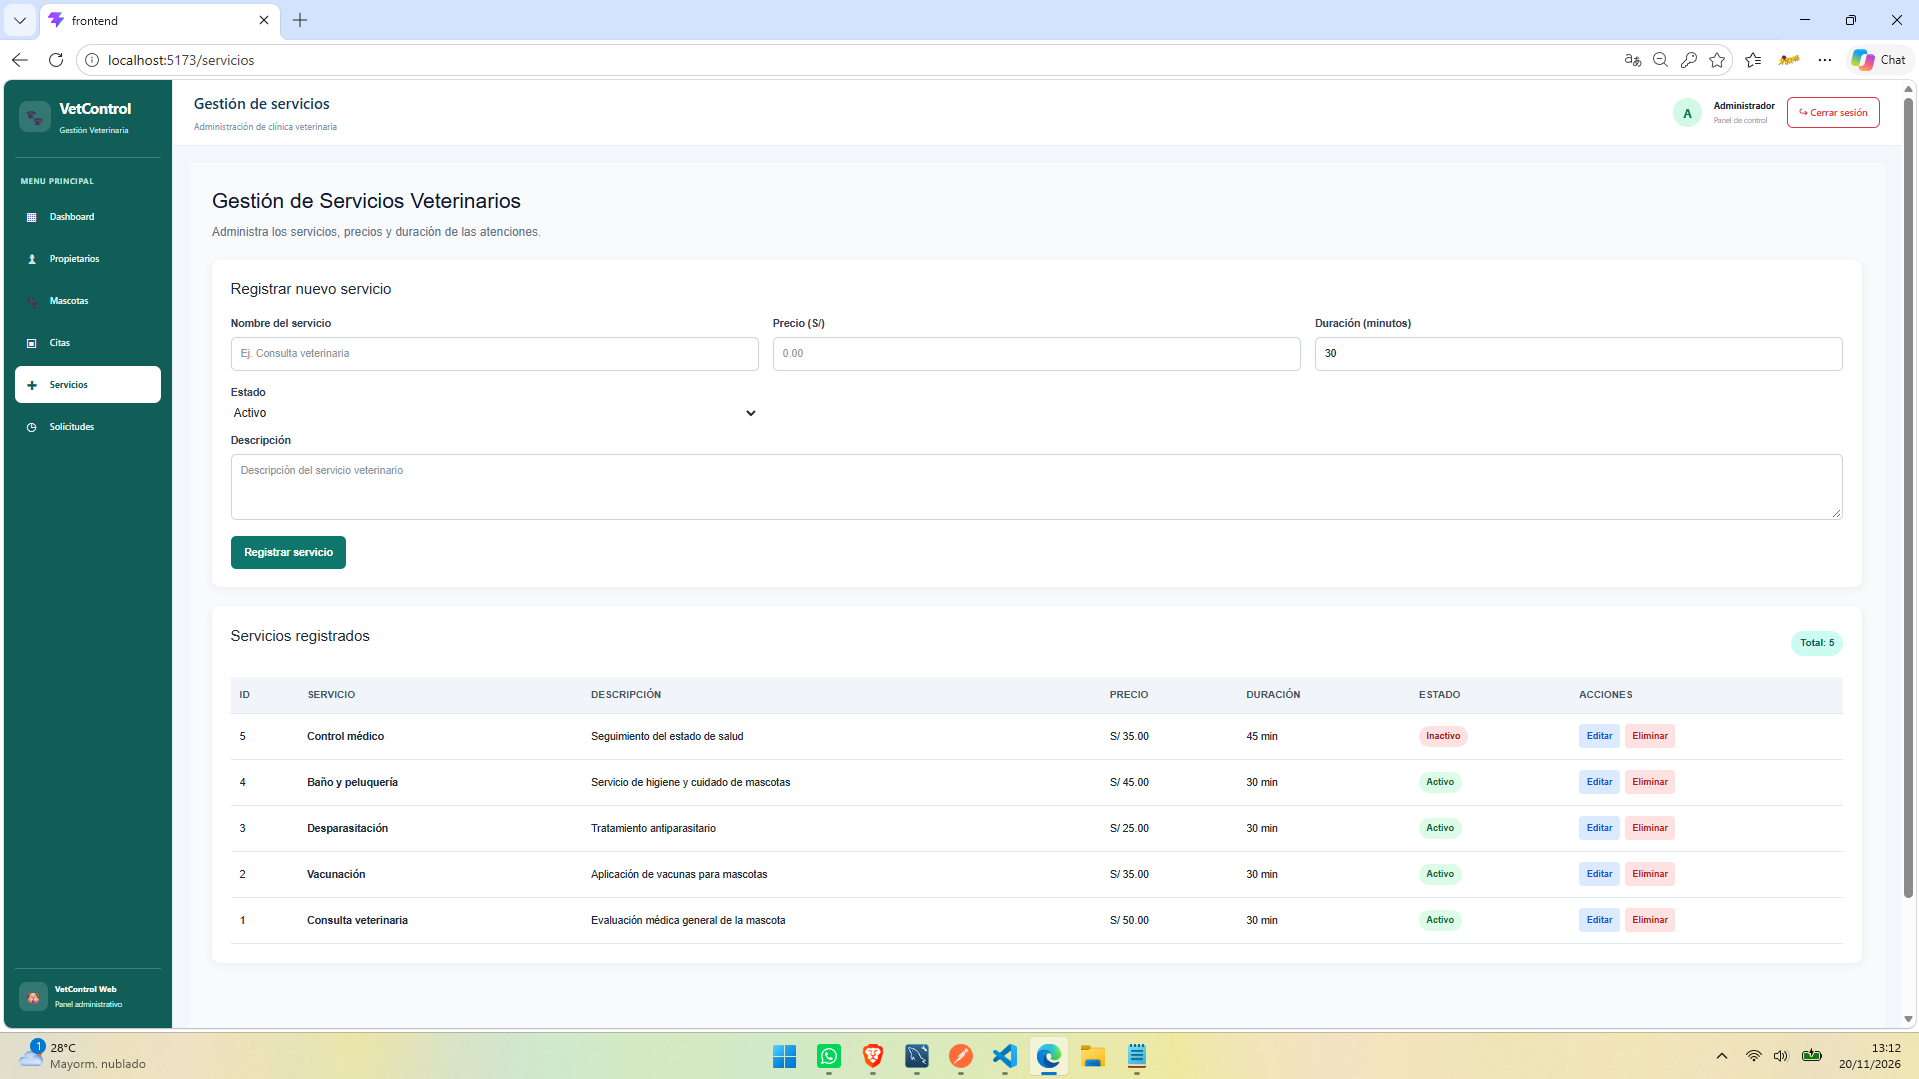 frontend
localhost:5173/servicios
Chat
VetControl
Gestión Veterinaria
MENU PRINCIPAL
Dashboard
Propietarios
Mascotas
Citas
Servicios
Solicitudes
VetControl Web
Panel administrativo
Gestión de servicios
Administración de clínica veterinaria
A
Administrador
Panel de control
Cerrar sesión
Gestión de Servicios Veterinarios
Administra los servicios, precios y duración de las atenciones.
Registrar nuevo servicio
Nombre del servicio Precio (S/) Duración (minutos)
Ej. Consulta veterinaria 0.00 30
Estado
Activo
Descripción
Descripción del servicio veterinario
Registrar servicio
Servicios registrados
Total: 5
ID SERVICIO DESCRIPCIÓN PRECIO DURACIÓN ESTADO ACCIONES
5 Control médico Seguimiento del estado de salud S/ 35.00 45 min Inactivo Editar Eliminar
4 Baño y peluquería Servicio de higiene y cuidado de mascotas S/ 45.00 30 min Activo Editar Eliminar
3 Desparasitación Tratamiento antiparasitario S/ 25.00 30 min Activo Editar Eliminar
2 Vacunación Aplicación de vacunas para mascotas S/ 35.00 30 min Activo Editar Eliminar
1 Consulta veterinaria Evaluación médica general de la mascota S/ 50.00 30 min Activo Editar Eliminar
1
28°C
Mayorm. nublado
13:12
20/11/2026